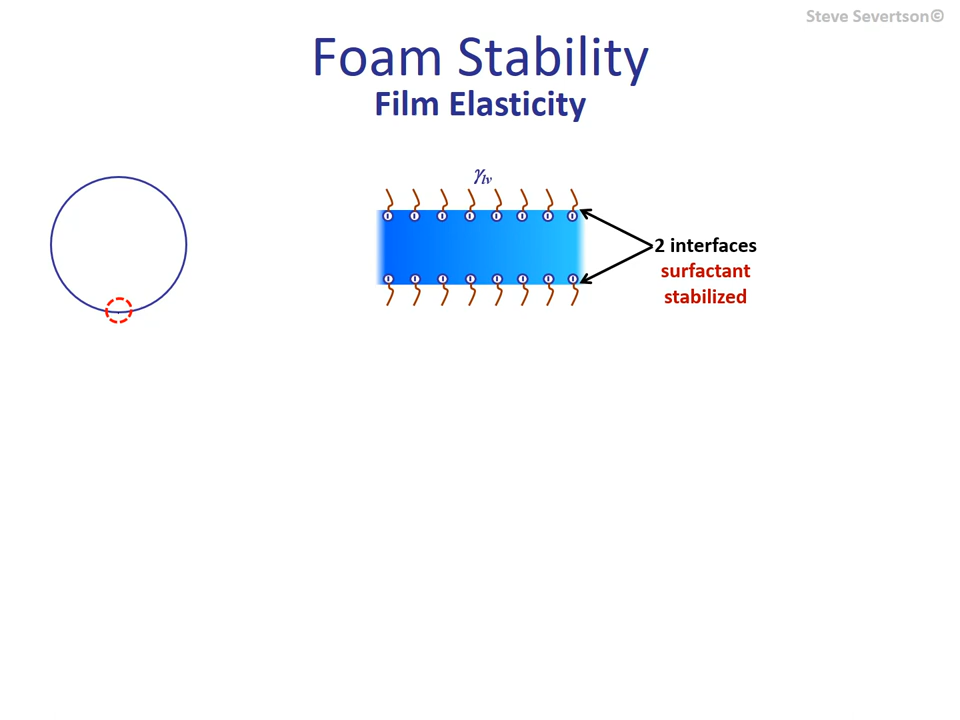 Steve Severtson©
Foam Stability
Film Elasticity
γlv
2 interfaces
surfactant
stabilized